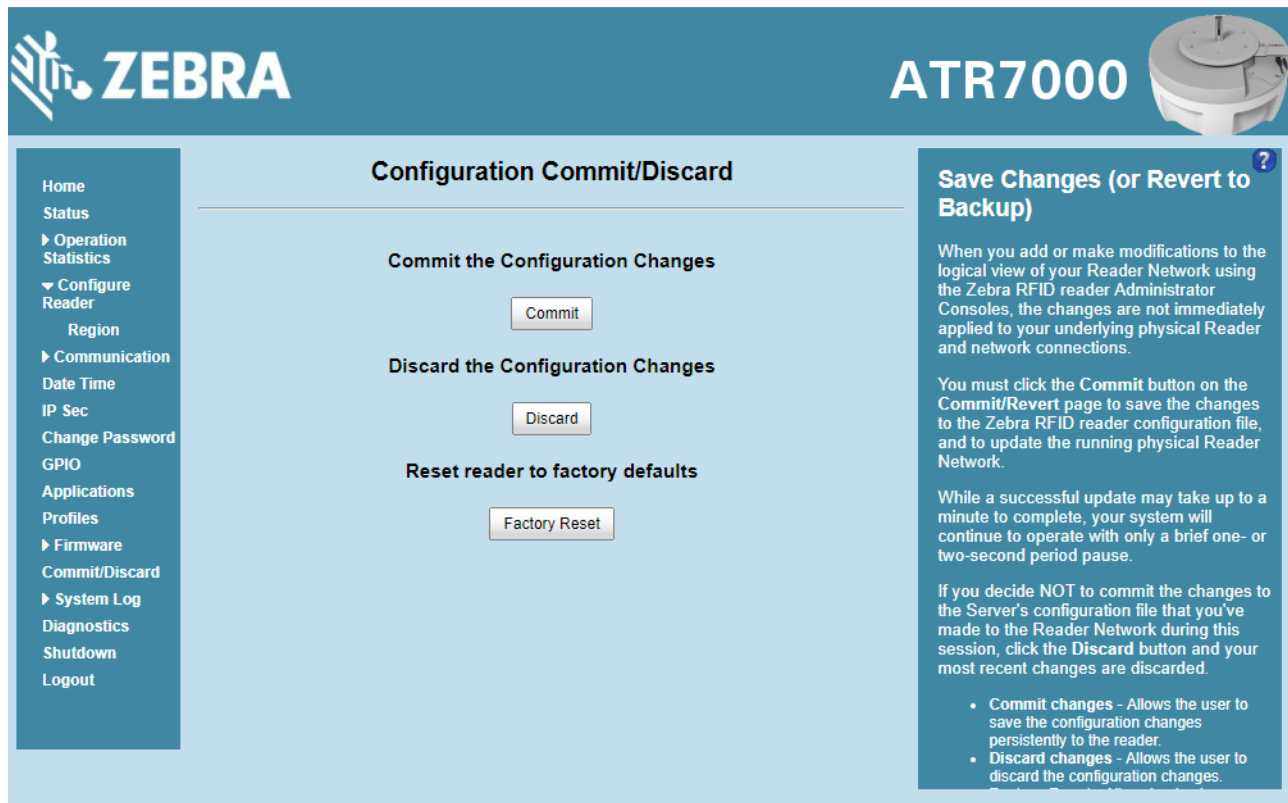 ZEBRA
ATR7000
Home
Status
Operation
Statistics
Configure
Reader
Region
Communication
Date Time
IP Sec
Change Password
GPIO
Applications
Profiles
Firmware
Commit/Discard
System Log
Diagnostics
Shutdown
Logout
Configuration Commit/Discard
Commit the Configuration Changes
Commit
Discard the Configuration Changes
Discard
Reset reader to factory defaults
Factory Reset
?
Save Changes (or Revert to
Backup)
When you add or make modifications to the
logical view of your Reader Network using
the Zebra RFID reader Administrator
Consoles, the changes are not immediately
applied to your underlying physical Reader
and network connections.
You must click the Commit button on the
Commit/Revert page to save the changes
to the Zebra RFID reader configuration file,
and to update the running physical Reader
Network.
While a successful update may take up to a
minute to complete, your system will
continue to operate with only a brief one- or
two-second period pause.
If you decide NOT to commit the changes to
the Server's configuration file that you've
made to the Reader Network during this
session, click the Discard button and your
most recent changes are discarded.
• Commit changes - Allows the user to
save the configuration changes
persistently to the reader.
• Discard changes - Allows the user to
discard the configuration changes.